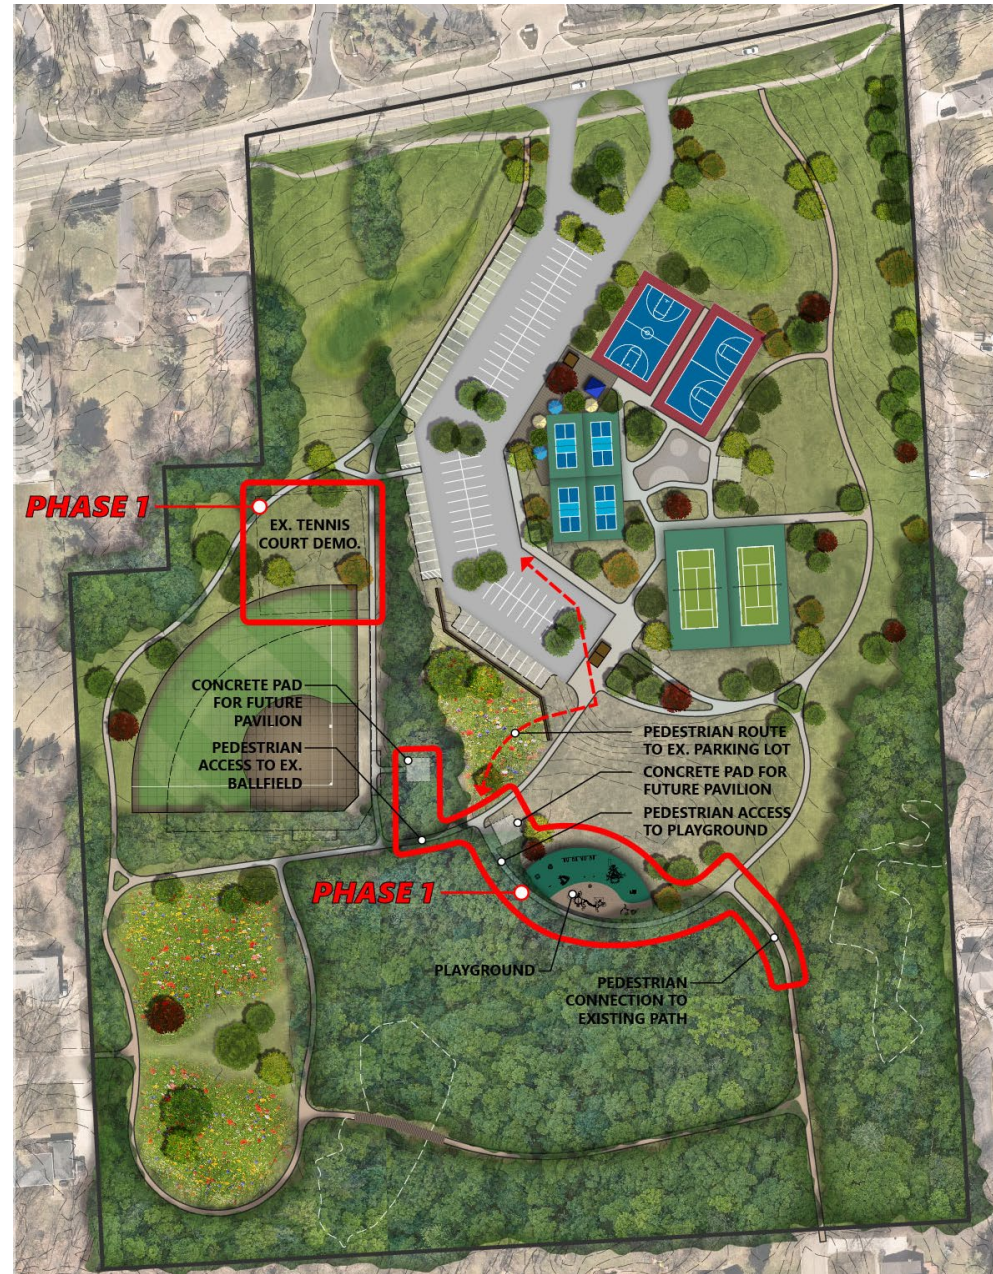 PHASE 1
EX. TENNIS
COURT DEMO.
CONCRETE PAD
FOR FUTURE
PAVILION
PEDESTRIAN
ACCESS TO EX.
BALLFIELD
PEDESTRIAN ROUTE
TO EX. PARKING LOT
CONCRETE PAD FOR
FUTURE PAVILION
PEDESTRIAN ACCESS
TO PLAYGROUND
PHASE 1
PLAYGROUND
PEDESTRIAN
CONNECTION TO
EXISTING PATH